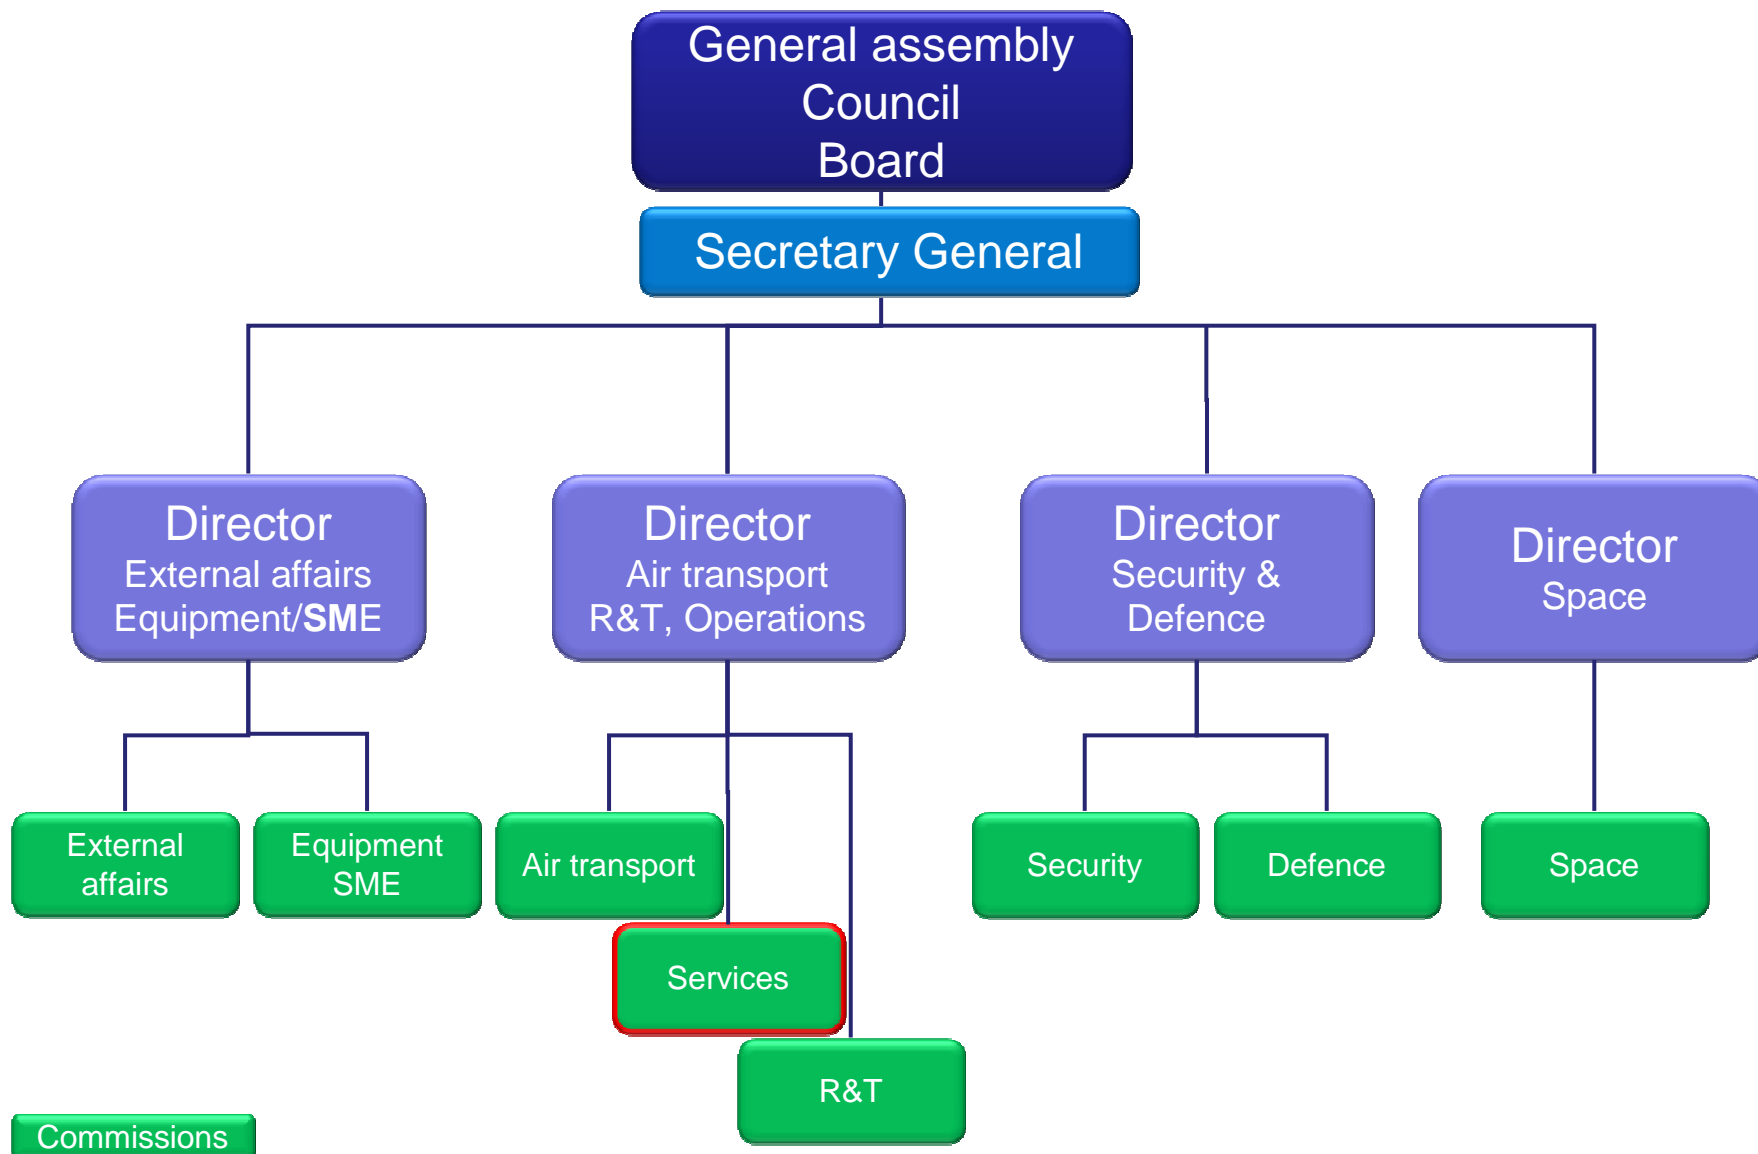 General assembly
Council
Board
Secretary General
Director
External affairs
Equipment/SME
Director
Air transport
R&T, Operations
Director
Security &
Defence
Director
Space
External
affairs
Equipment
SME
Air transport
Security
Defence
Space
Services
R&T
Commissions